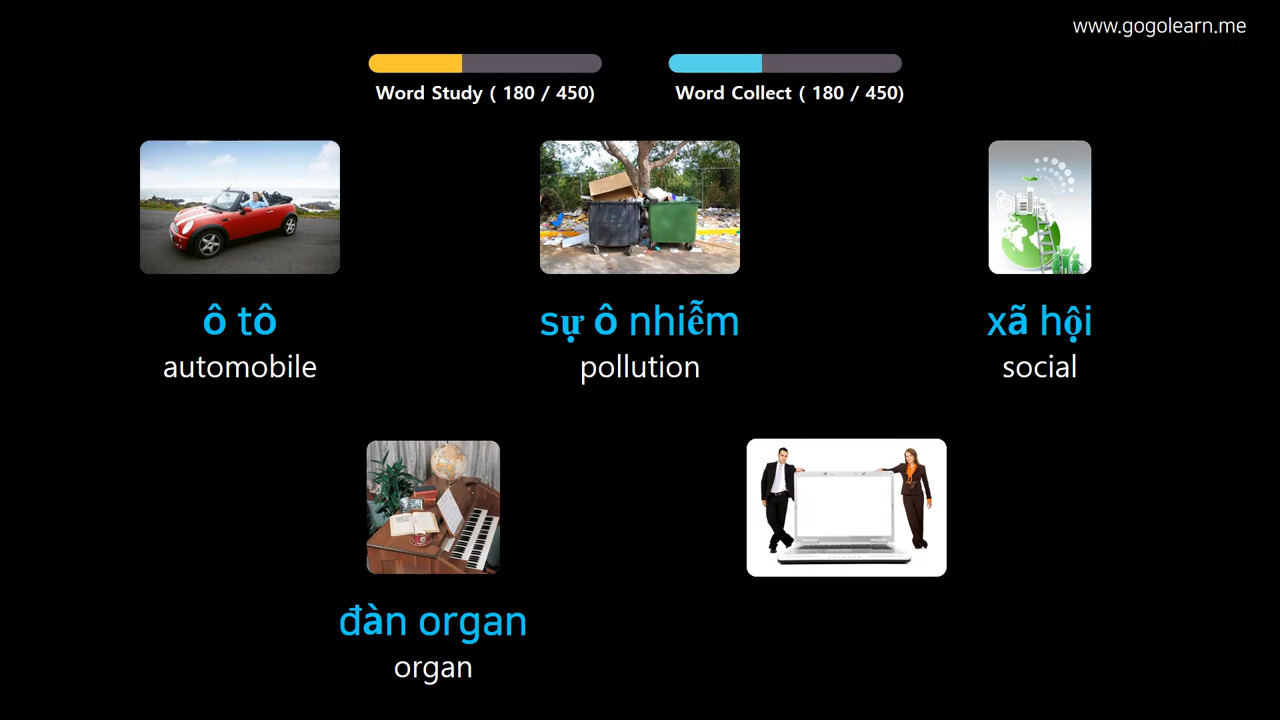 www.gogolearn.me
Word Study ( 180 / 450)
Word Collect ( 180 / 450)
ô tô
automobile
sự ô nhiễm
pollution
xã hội
social
đàn organ
organ